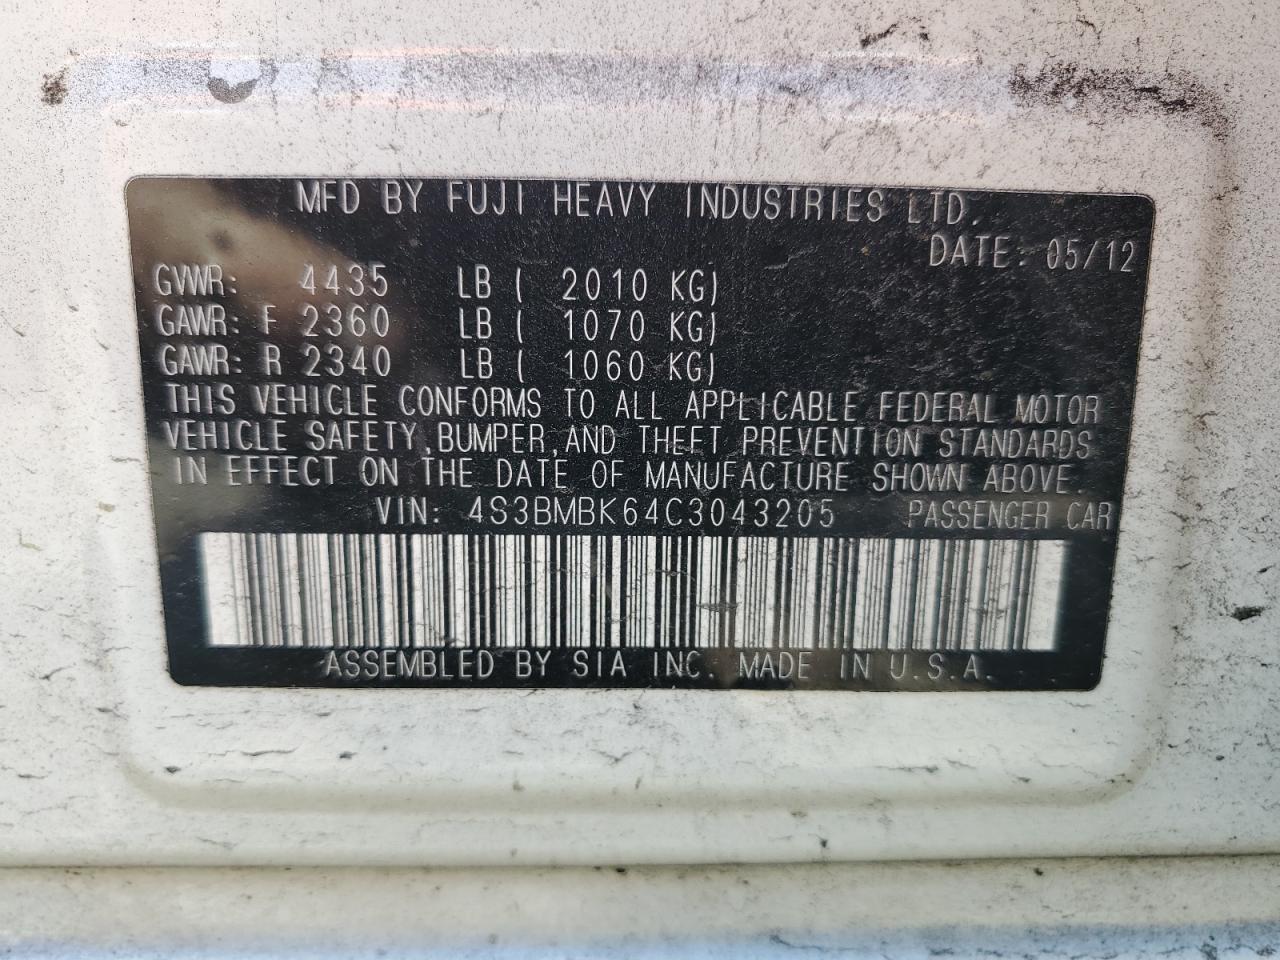 MFD BY FUJI HEAVY INDUSTRIES LTD.
DATE: 05/12
GVWR: 4435 LB ( 2010 KG)
GAWR: F 2360 LB ( 1070 KG)
GAWR: R 2340 LB ( 1060 KG)
THIS VEHICLE CONFORMS TO ALL APPLICABLE FEDERAL MOTOR
VEHICLE SAFETY,BUMPER,AND THEFT PREVENTION STANDARDS
IN EFFECT ON THE DATE OF MANUFACTURE SHOWN ABOVE.
VIN: 4S3BMBK64C3043205 PASSENGER CAR
ASSEMBLED BY SIA INC. MADE IN U.S.A.